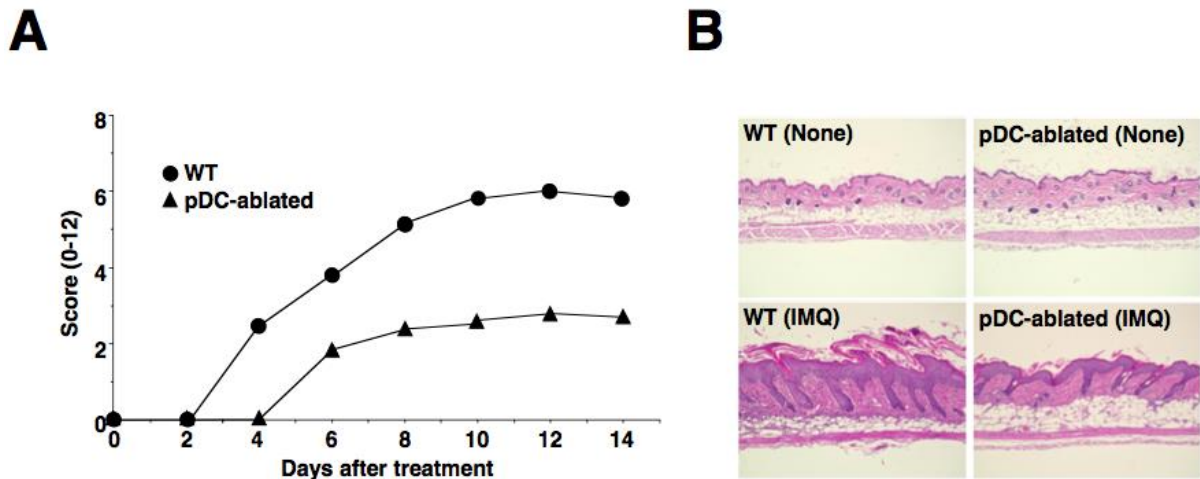 A
B
8
6
4
2
0
Score (0-12)
WT
pDC-ablated
0 2 4 6 8 10 12 14
Days after treatment
WT (None)
pDC-ablated (None)
WT (IMQ)
pDC-ablated (IMQ)